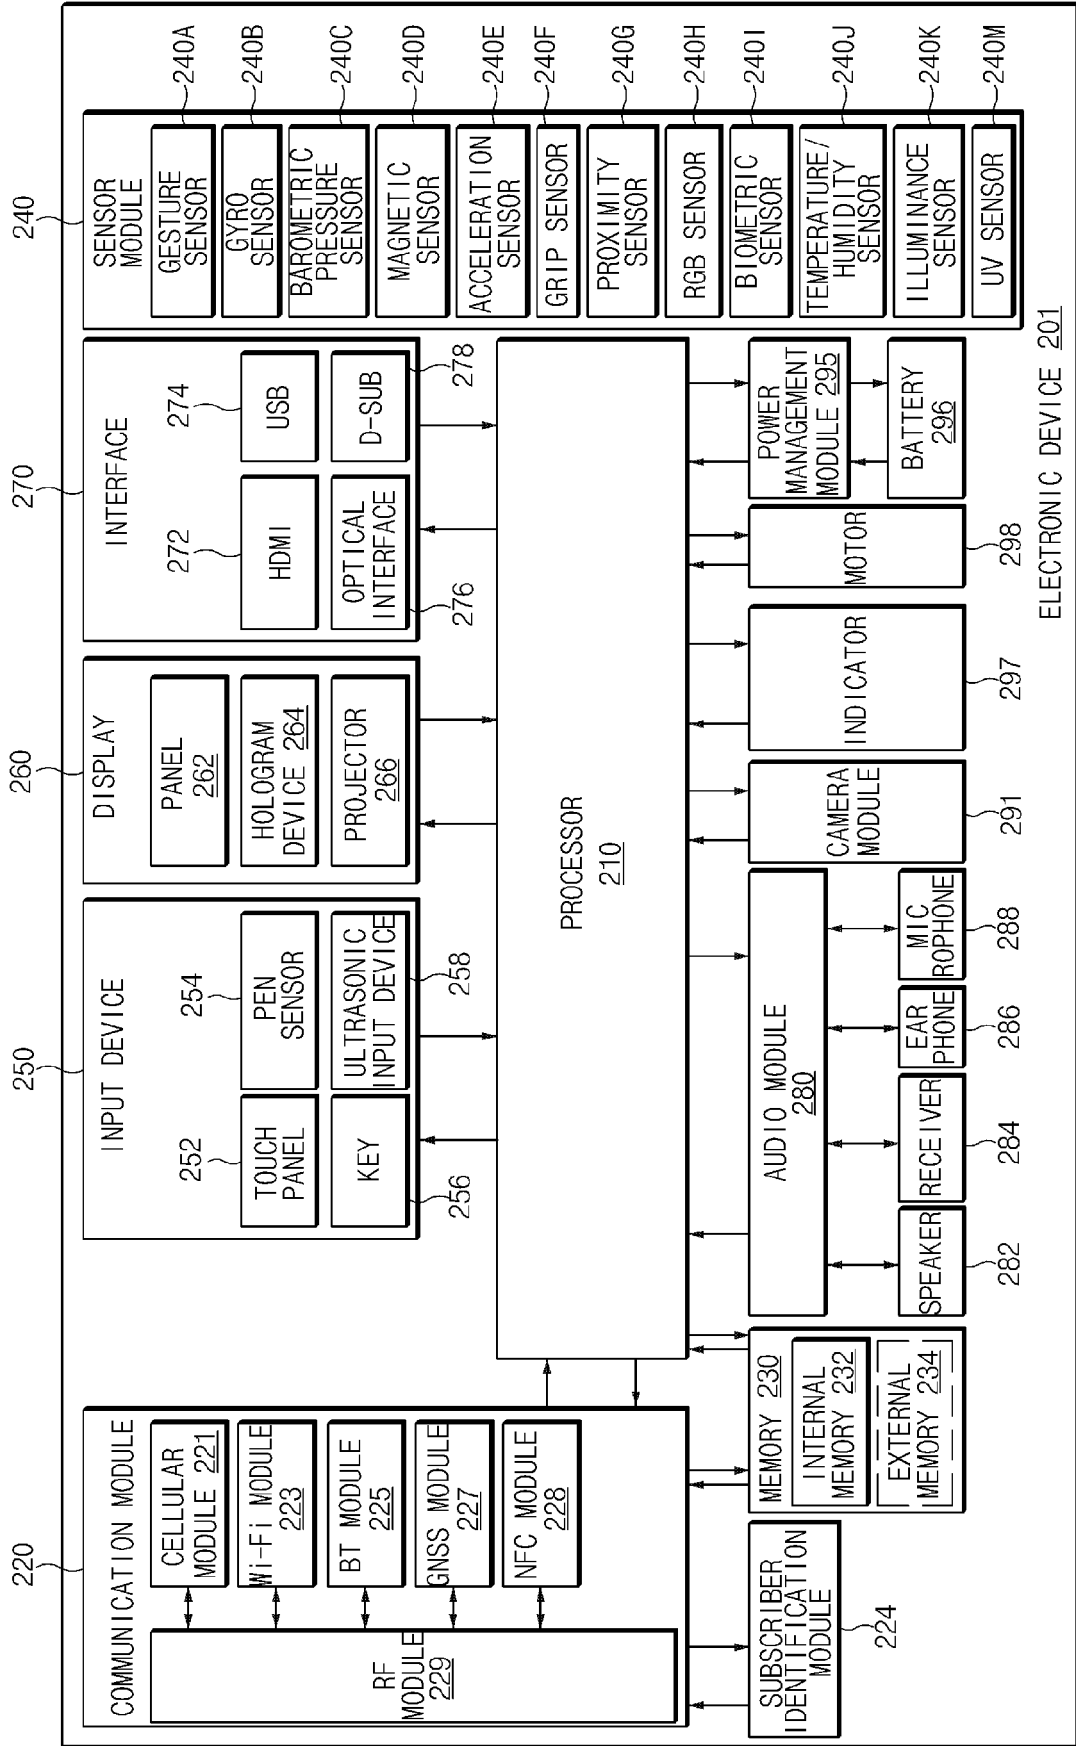 ELECTRONIC DEVICE 201
220
COMMUNICATION MODULE
CELLULAR
MODULE 221
Wi-Fi MODULE
223
BT MODULE
225
GNSS MODULE
227
NFC MODULE
228
RF
MODULE
229
SUBSCRIBER
IDENTIFICATION
MODULE
224
250
INPUT DEVICE
252
TOUCH
PANEL
254
PEN
SENSOR
KEY
256
ULTRASONIC
INPUT DEVICE
258
260
DISPLAY
PANEL
262
HOLOGRAM
DEVICE 264
PROJECTOR
266
270
INTERFACE
272
HDMI
274
USB
OPTICAL
INTERFACE
276
D-SUB
278
240
SENSOR
MODULE
GESTURE
SENSOR
240A
GYRO
SENSOR
240B
BAROMETRIC
PRESSURE
SENSOR
240C
MAGNETIC
SENSOR
240D
ACCELERATION
SENSOR
240E
GRIP SENSOR
240F
PROXIMITY
SENSOR
240G
RGB SENSOR
240H
BIOMETRIC
SENSOR
240I
TEMPERATURE/
HUMIDITY
SENSOR
240J
ILLUMINANCE
SENSOR
240K
UV SENSOR
240M
PROCESSOR
210
MEMORY 230
INTERNAL
MEMORY 232
EXTERNAL
MEMORY 234
AUDIO MODULE
280
SPEAKER
282
RECEIVER
284
EAR
PHONE
286
MIC
ROPHONE
288
CAMERA
MODULE
291
INDICATOR
297
MOTOR
298
POWER
MANAGEMENT
MODULE 295
BATTERY
296